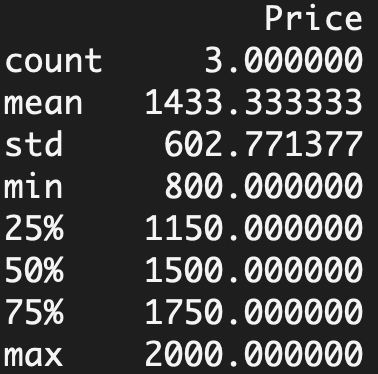 Price
count 3.000000
mean 1433.333333
std 602.771377
min 800.000000
25% 1150.000000
50% 1500.000000
75% 1750.000000
max 2000.000000